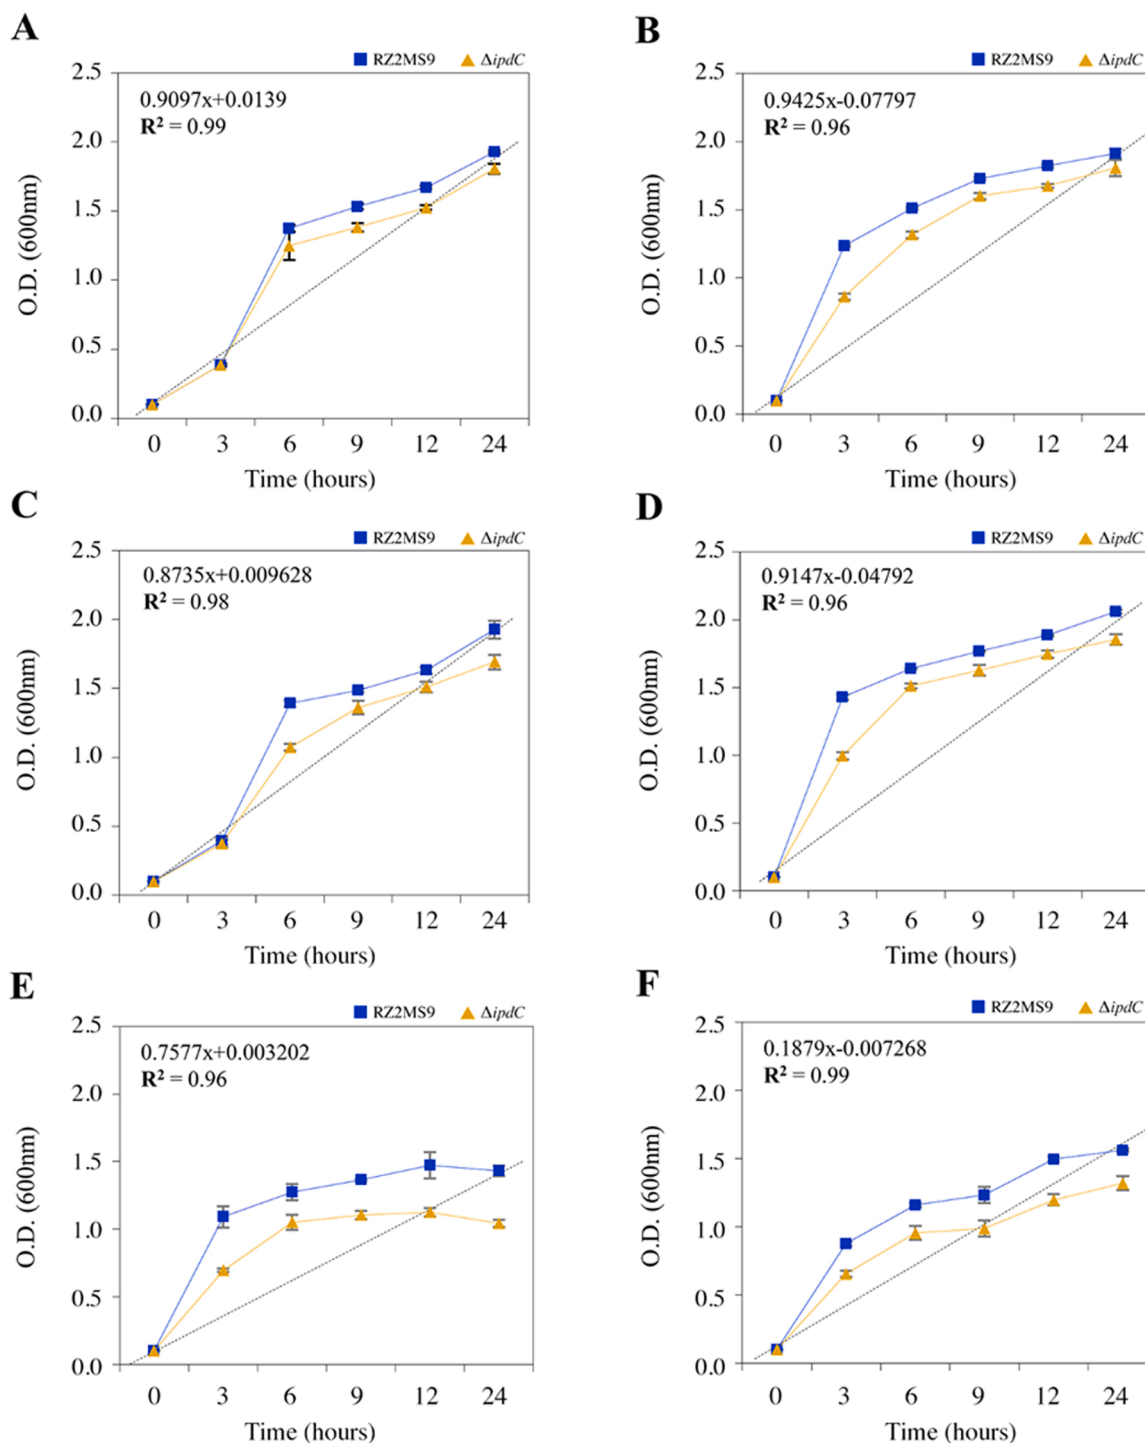 A
RZ2MS9 ΔipdC
0.9097x+0.0139
R² = 0.99
2.5
2.0
1.5
1.0
0.5
0.0
O.D. (600nm)
0 3 6 9 12 24
Time (hours)
B
RZ2MS9 ΔipdC
0.9425x-0.07797
R² = 0.96
2.5
2.0
1.5
1.0
0.5
0.0
O.D. (600nm)
0 3 6 9 12 24
Time (hours)
C
RZ2MS9 ΔipdC
0.8735x+0.009628
R² = 0.98
2.5
2.0
1.5
1.0
0.5
0.0
O.D. (600nm)
0 3 6 9 12 24
Time (hours)
D
RZ2MS9 ΔipdC
0.9147x-0.04792
R² = 0.96
2.5
2.0
1.5
1.0
0.5
0.0
O.D. (600nm)
0 3 6 9 12 24
Time (hours)
E
RZ2MS9 ΔipdC
0.7577x+0.003202
R² = 0.96
2.5
2.0
1.5
1.0
0.5
0.0
O.D. (600nm)
0 3 6 9 12 24
Time (hours)
F
RZ2MS9 ΔipdC
0.1879x-0.007268
R² = 0.99
2.5
2.0
1.5
1.0
0.5
0.0
O.D. (600nm)
0 3 6 9 12 24
Time (hours)